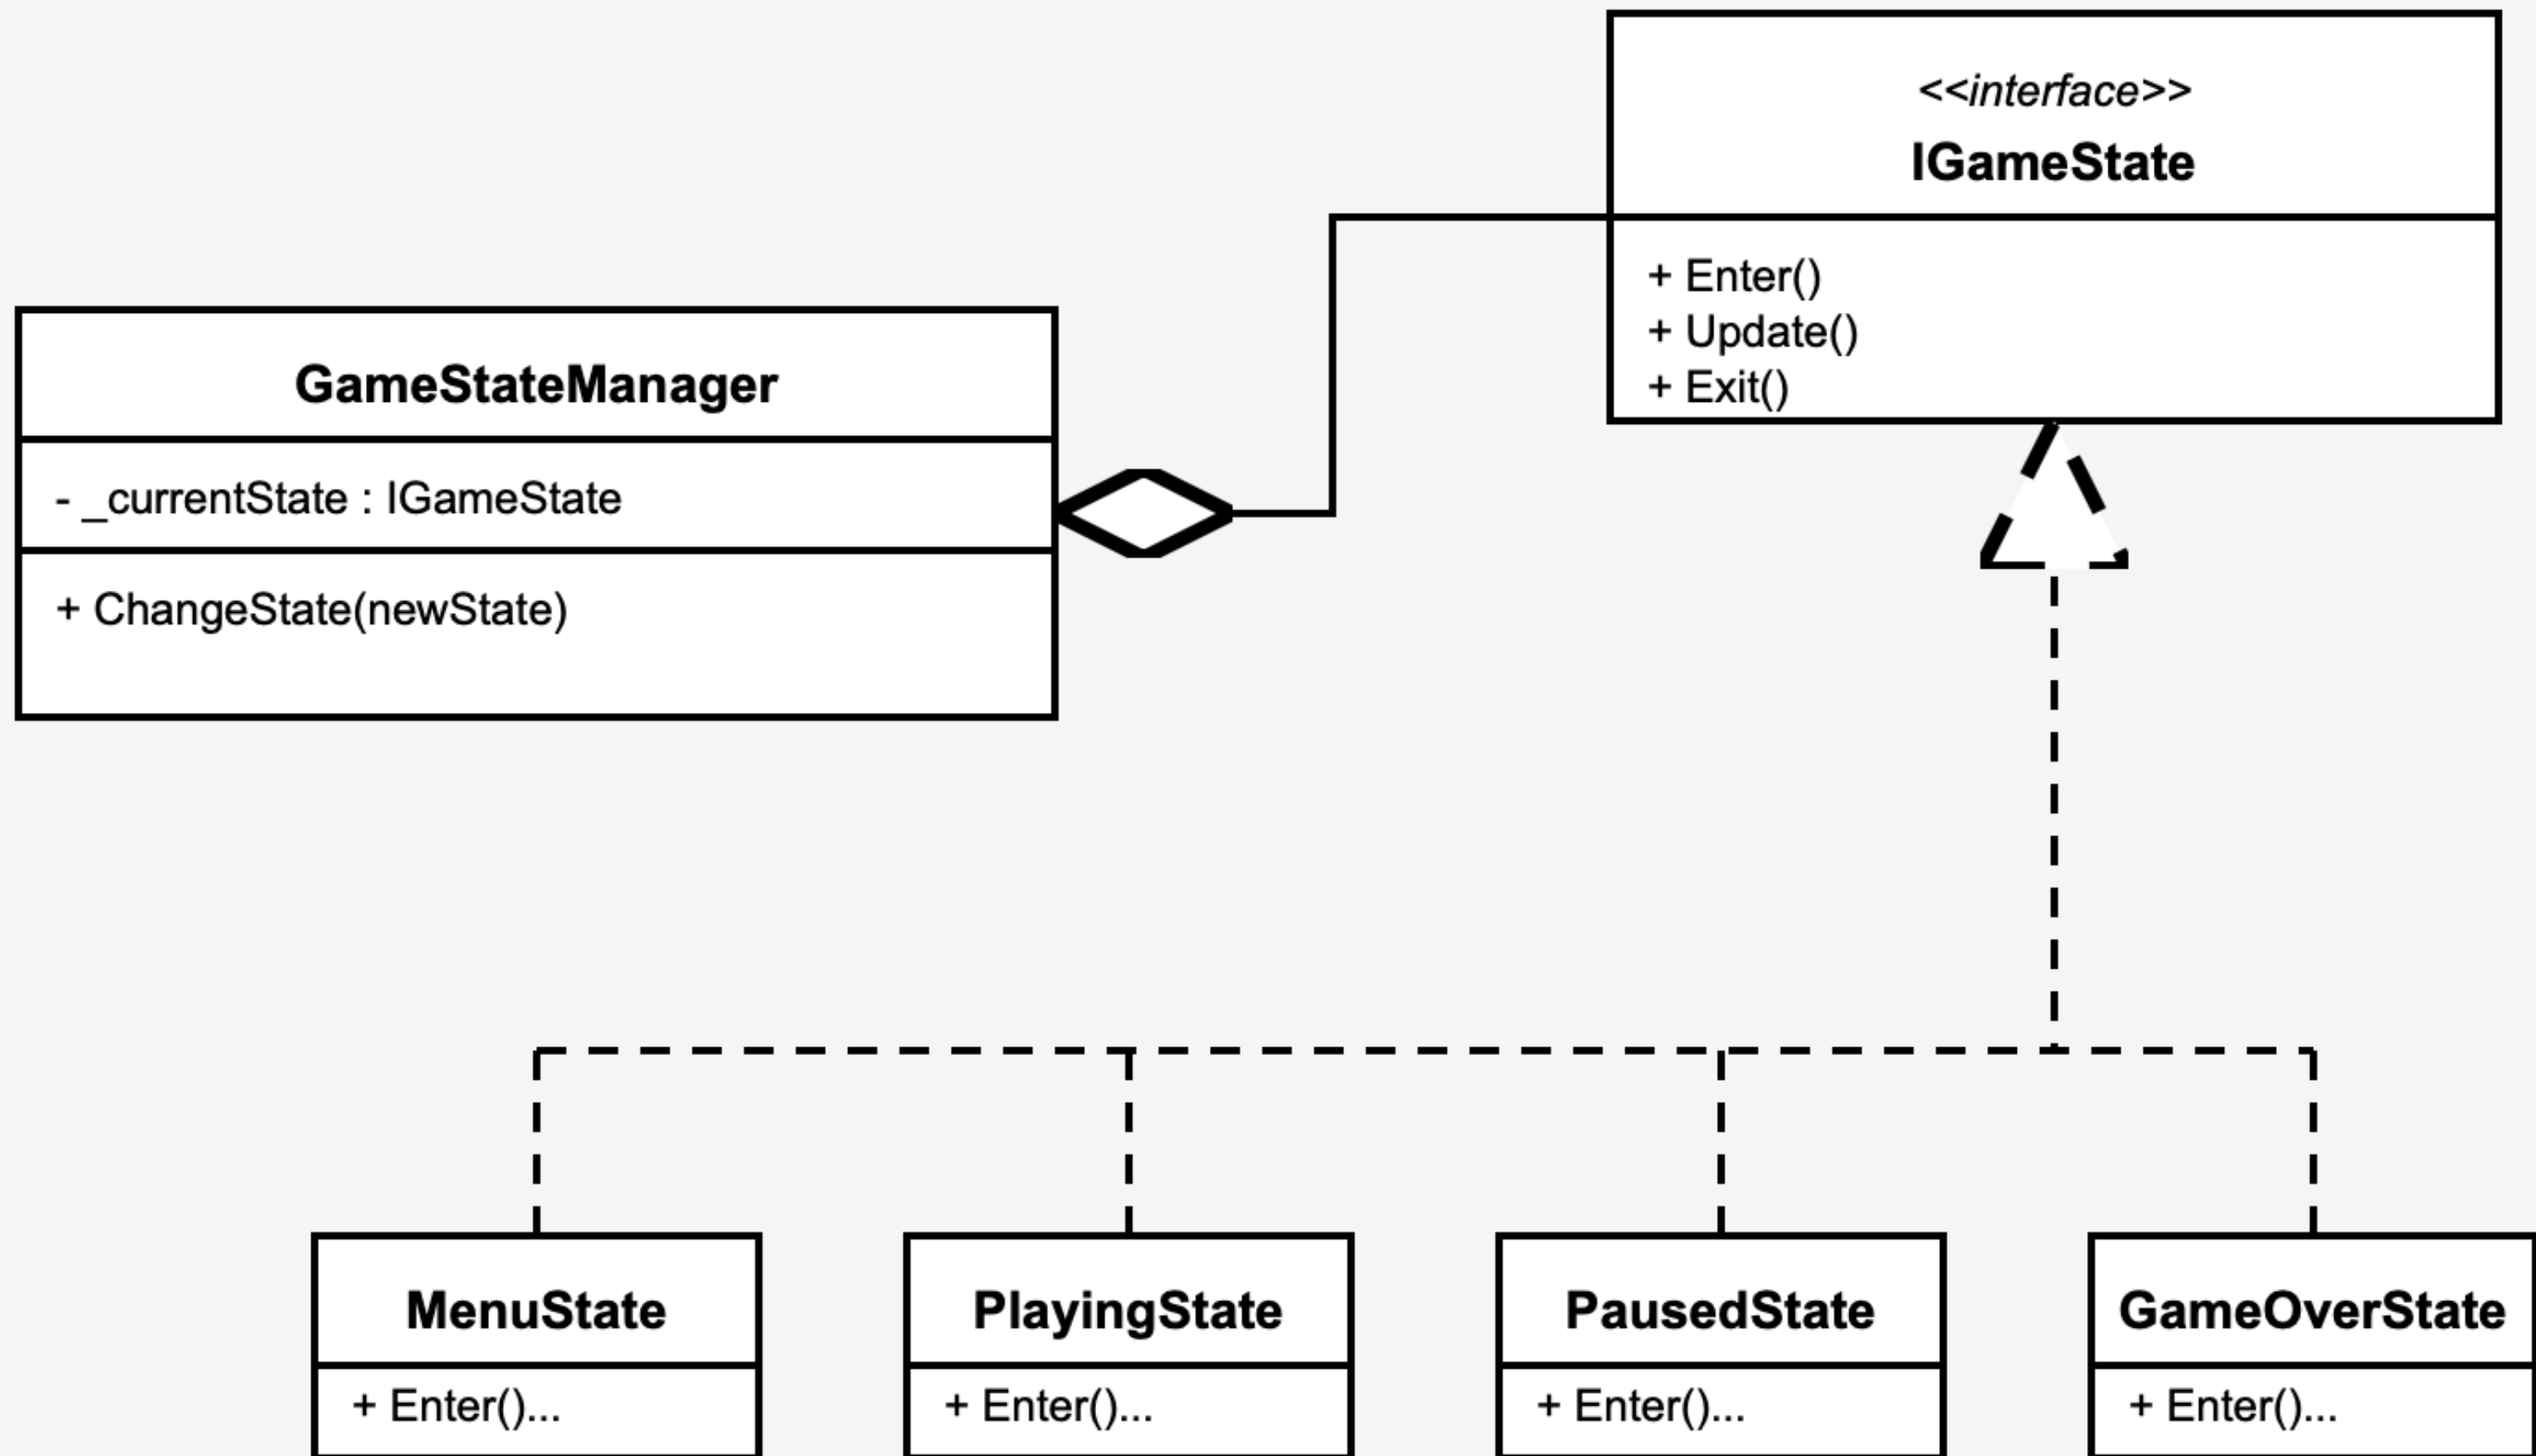 <<interface>>
IGameState
+ Enter()
+ Update()
+ Exit()
GameStateManager
- _currentState : IGameState
+ ChangeState(newState)
MenuState
+ Enter()...
PlayingState
+ Enter()...
PausedState
+ Enter()...
GameOverState
+ Enter()...